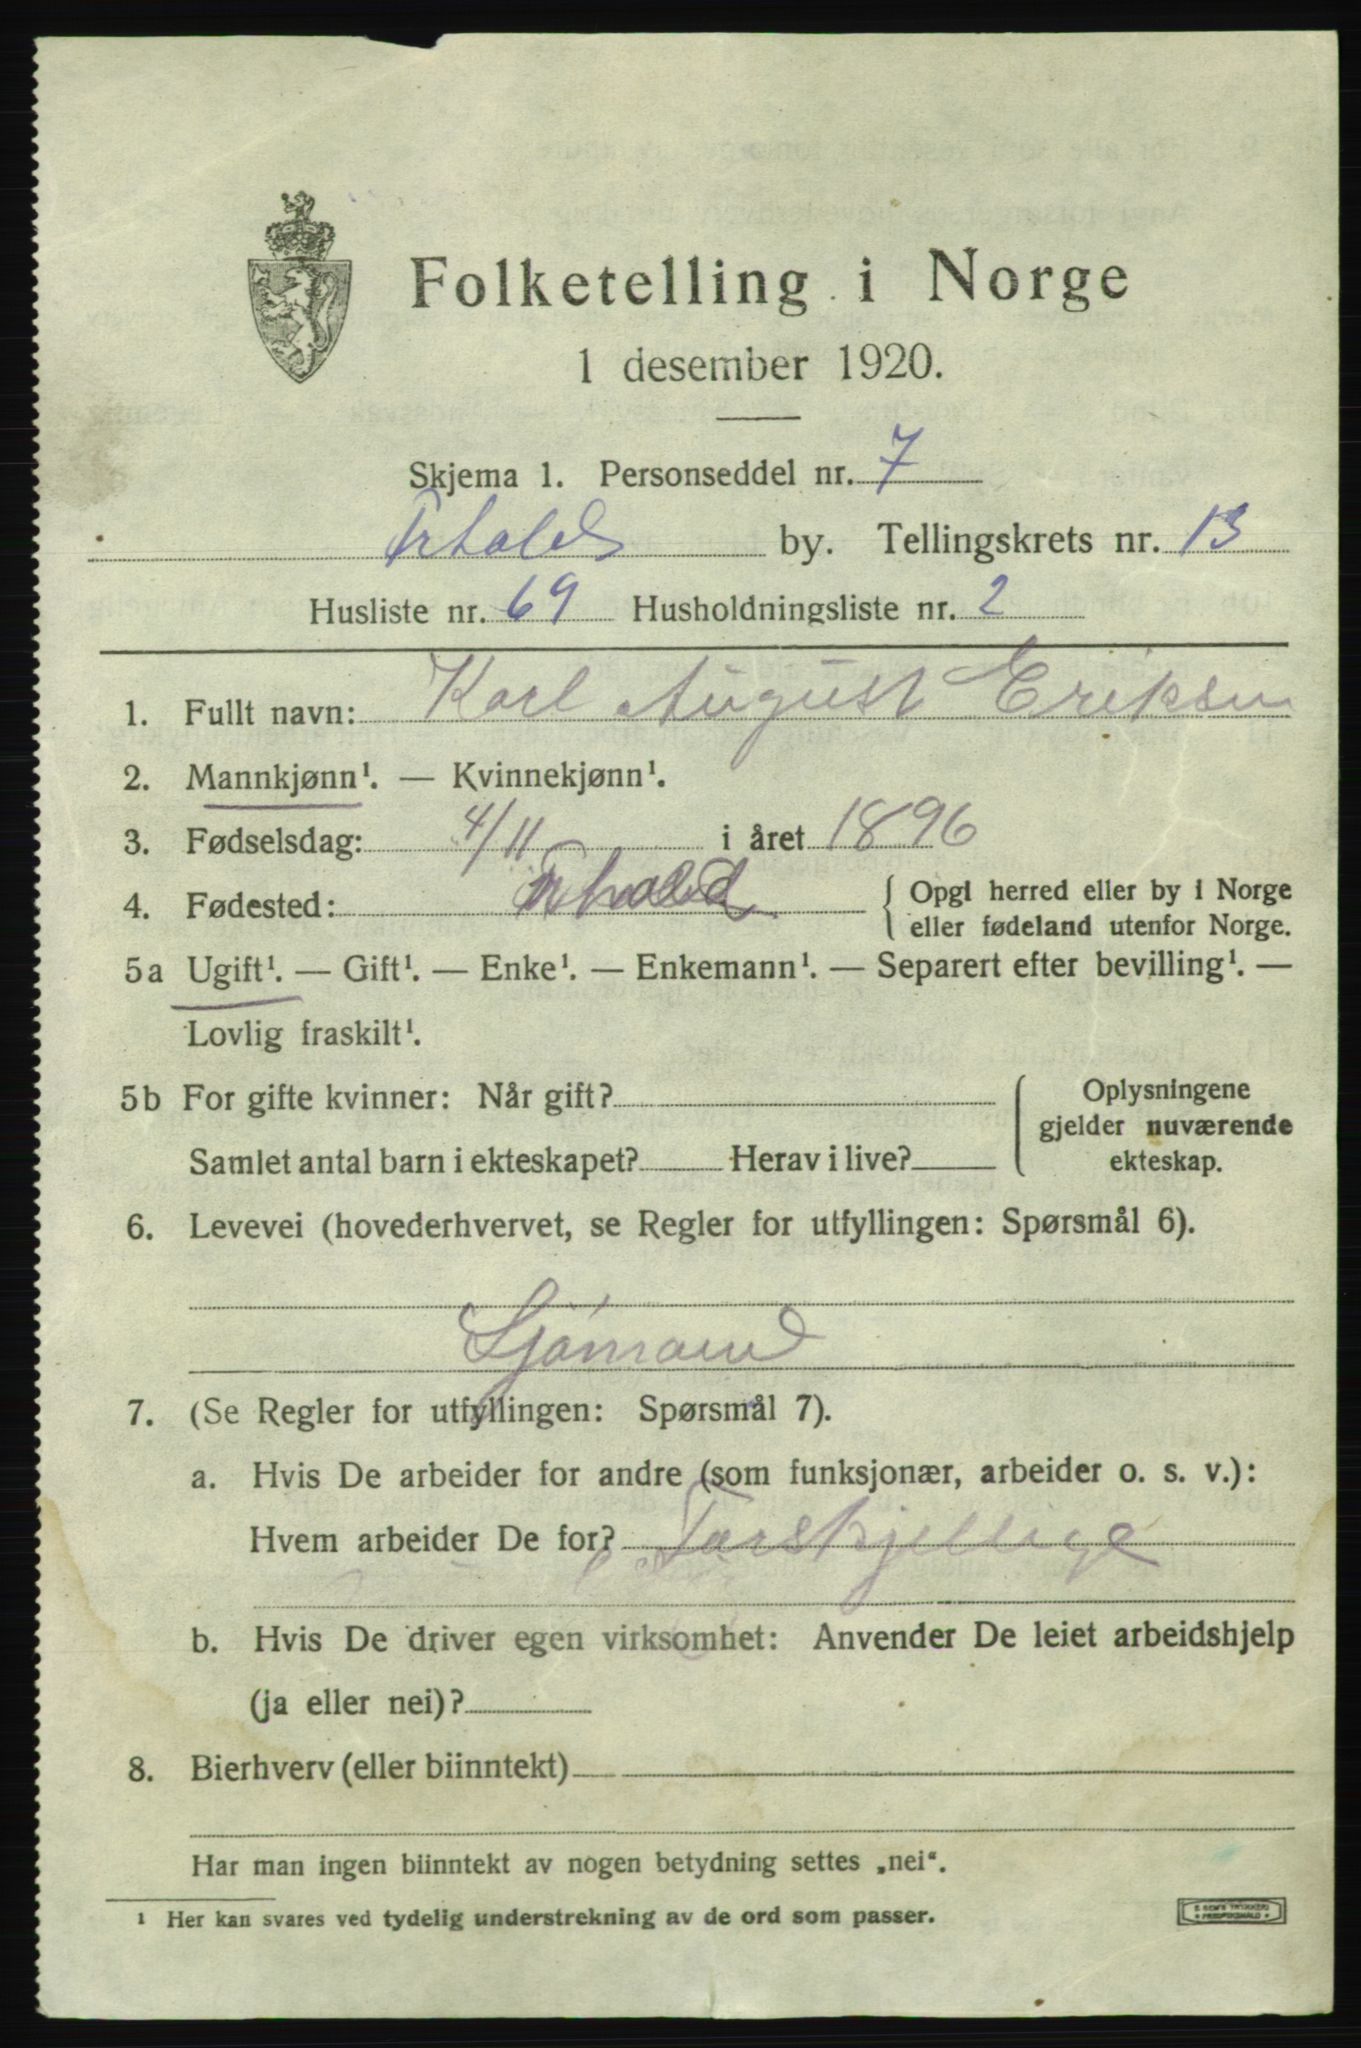 Folketelling i Norge
1 desember 1920.
Skjema 1. Personseddel nr. 7
Frhald by. Tellingskrets nr. 13
Husliste nr. 69 Husholdningsliste nr. 2
1. Fullt navn: Karl August Eriksen
2. Mannkjønn¹. — Kvinnekjønn¹.
3. Fødselsdag: 4/11 i året 1896
4. Fødested: Frhald { Opgi herred eller by i Norge
eller fødeland utenfor Norge.
5a Ugift¹. — Gift¹. — Enke¹. — Enkemann¹. — Separert efter bevilling¹. —
Lovlig fraskilt¹.
5b For gifte kvinner: Når gift?
Samlet antal barn i ekteskapet? Herav i live?
Oplysningene
gjelder nuværende
ekteskap.
6. Levevei (hovederhvervet, se Regler for utfyllingen: Spørsmål 6).
Sjömand
7. (Se Regler for utfyllingen: Spørsmål 7).
a. Hvis De arbeider for andre (som funksjonær, arbeider o. s. v.):
Hvem arbeider De for? Forskjellige
b. Hvis De driver egen virksomhet: Anvender De leiet arbeidshjelp
(ja eller nei)?
8. Bierhverv (eller biinntekt)
Har man ingen biinntekt av nogen betydning settes „nei“.
¹ Her kan svares ved tydelig understrekning av de ord som passer.